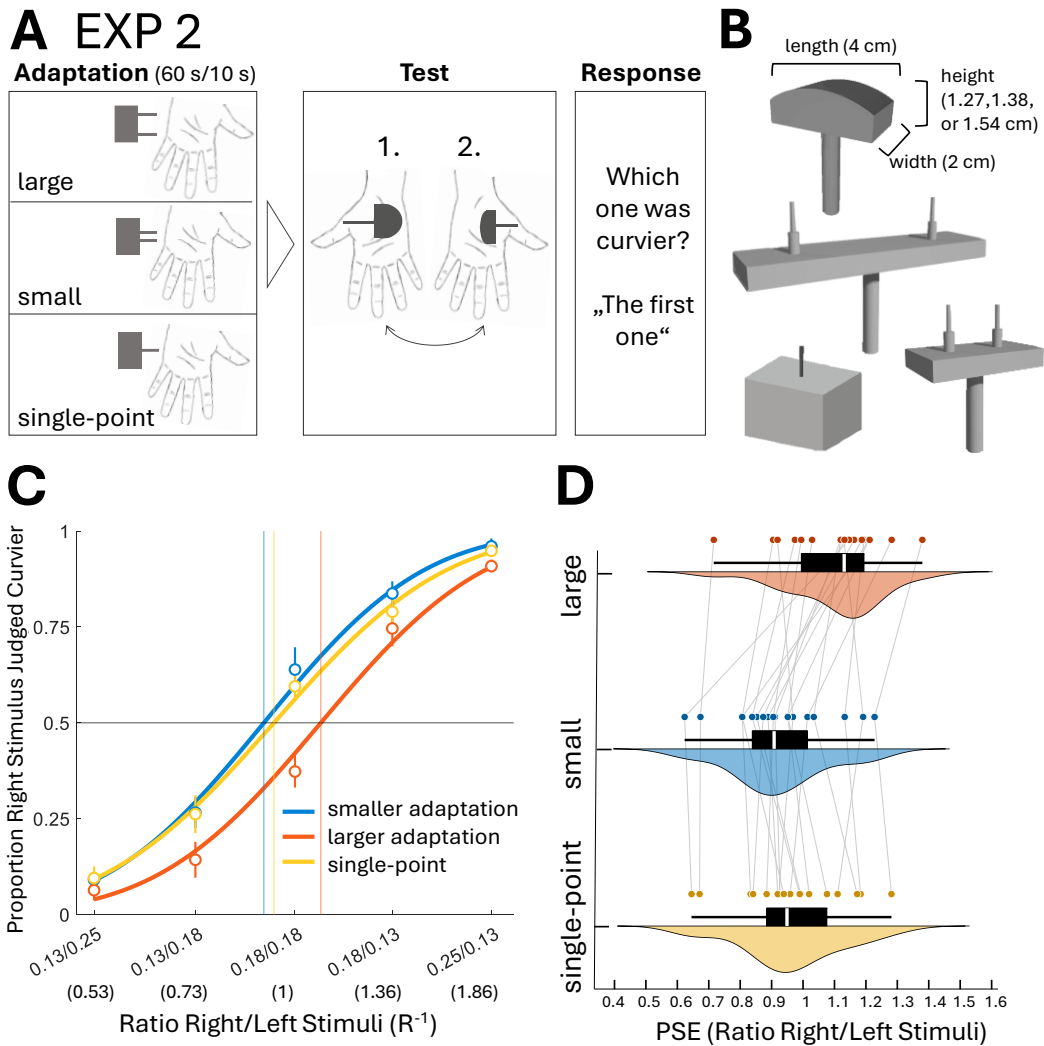 A EXP 2
Adaptation (60 s/10 s)
large
small
single-point
Test
1. 2.
Response
Which
one was
curvier?
„The first
one“
B
length (4 cm)
height
(1.27,1.38,
or 1.54 cm)
width (2 cm)
C
Proportion Right Stimulus Judged Curvier
1
0.75
0.5
0.25
0
smaller adaptation
larger adaptation
single-point
0.13/0.25 0.13/0.18 0.18/0.18 0.18/0.13 0.25/0.13
(0.53) (0.73) (1) (1.36) (1.86)
Ratio Right/Left Stimuli (R⁻¹)
D
large
small
single-point
0.4 0.5 0.6 0.7 0.8 0.9 1 1.1 1.2 1.3 1.4 1.5 1.6
PSE (Ratio Right/Left Stimuli)